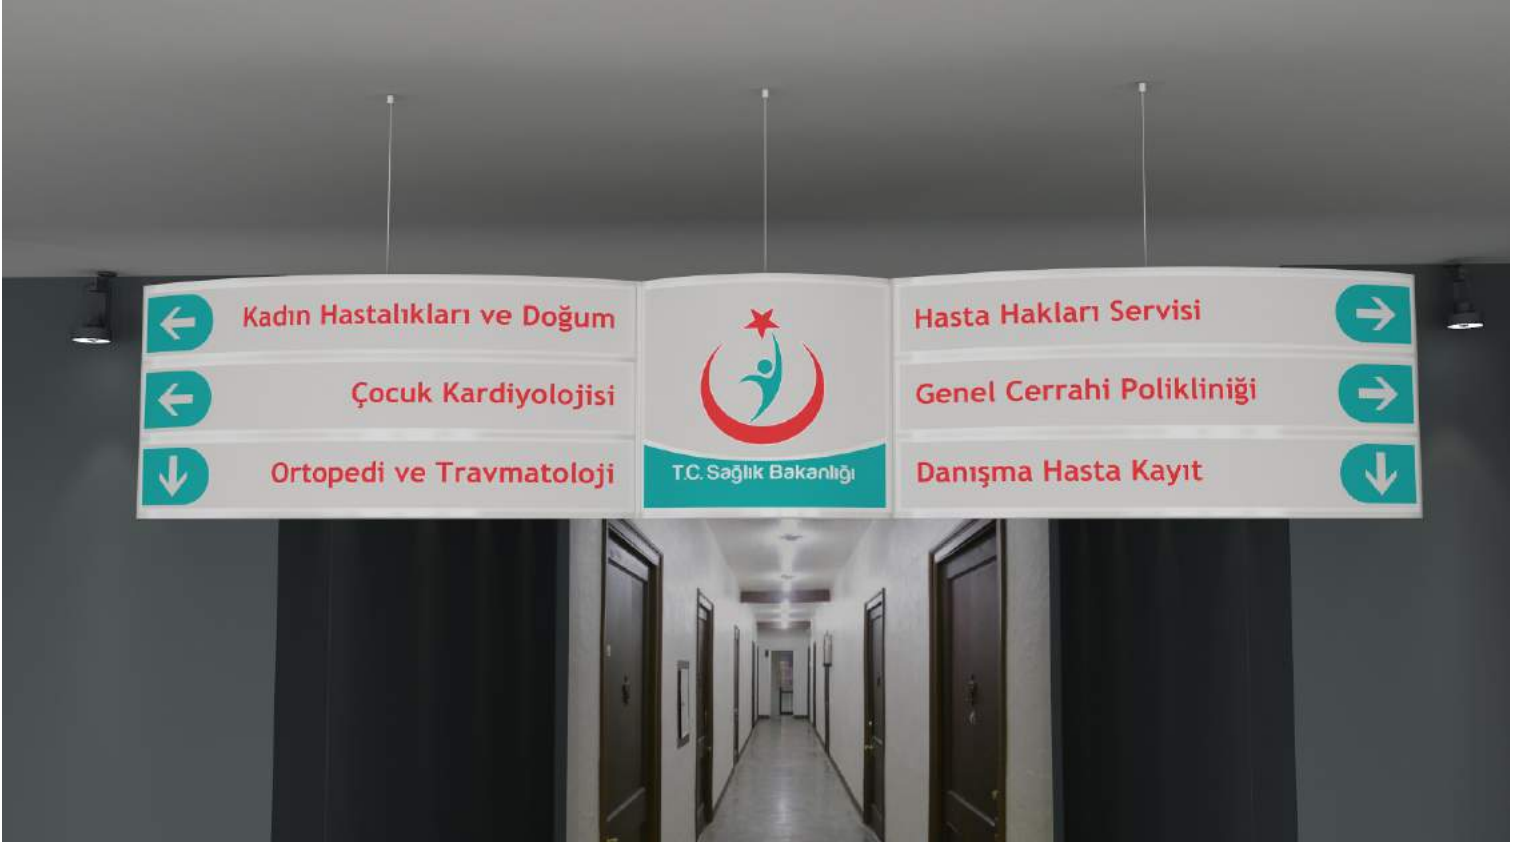 Kadın Hastalıkları ve Doğum
Çocuk Kardiyolojisi
Ortopedi ve Travmatoloji
T.C. Sağlık Bakanlığı
Hasta Hakları Servisi
Genel Cerrahi Polikliniği
Danışma Hasta Kayıt